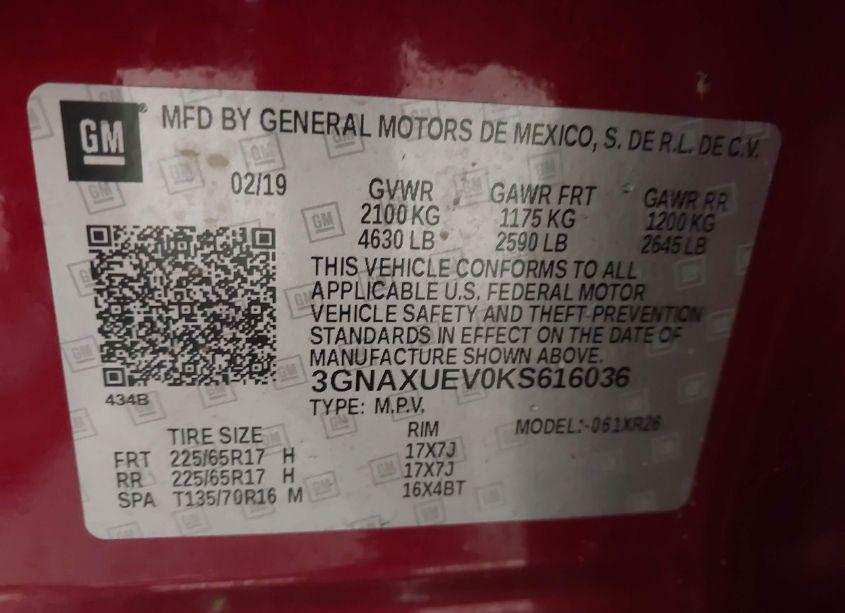 GM ® MFD BY GENERAL MOTORS DE MEXICO, S. DE R.L. DE C.V.
02/19 GVWR GAWR FRT GAWR RR
2100 KG 1175 KG 1200 KG
4630 LB 2590 LB 2645 LB
THIS VEHICLE CONFORMS TO ALL
APPLICABLE U.S. FEDERAL MOTOR
VEHICLE SAFETY AND THEFT PREVENTION
STANDARDS IN EFFECT ON THE DATE OF
MANUFACTURE SHOWN ABOVE.
3GNAXUEV0KS616036
434B
TYPE: M.P.V. MODEL:-061XR26
TIRE SIZE RIM
FRT 225/65R17 H 17X7J
RR 225/65R17 H 17X7J
SPA T135/70R16 M 16X4BT